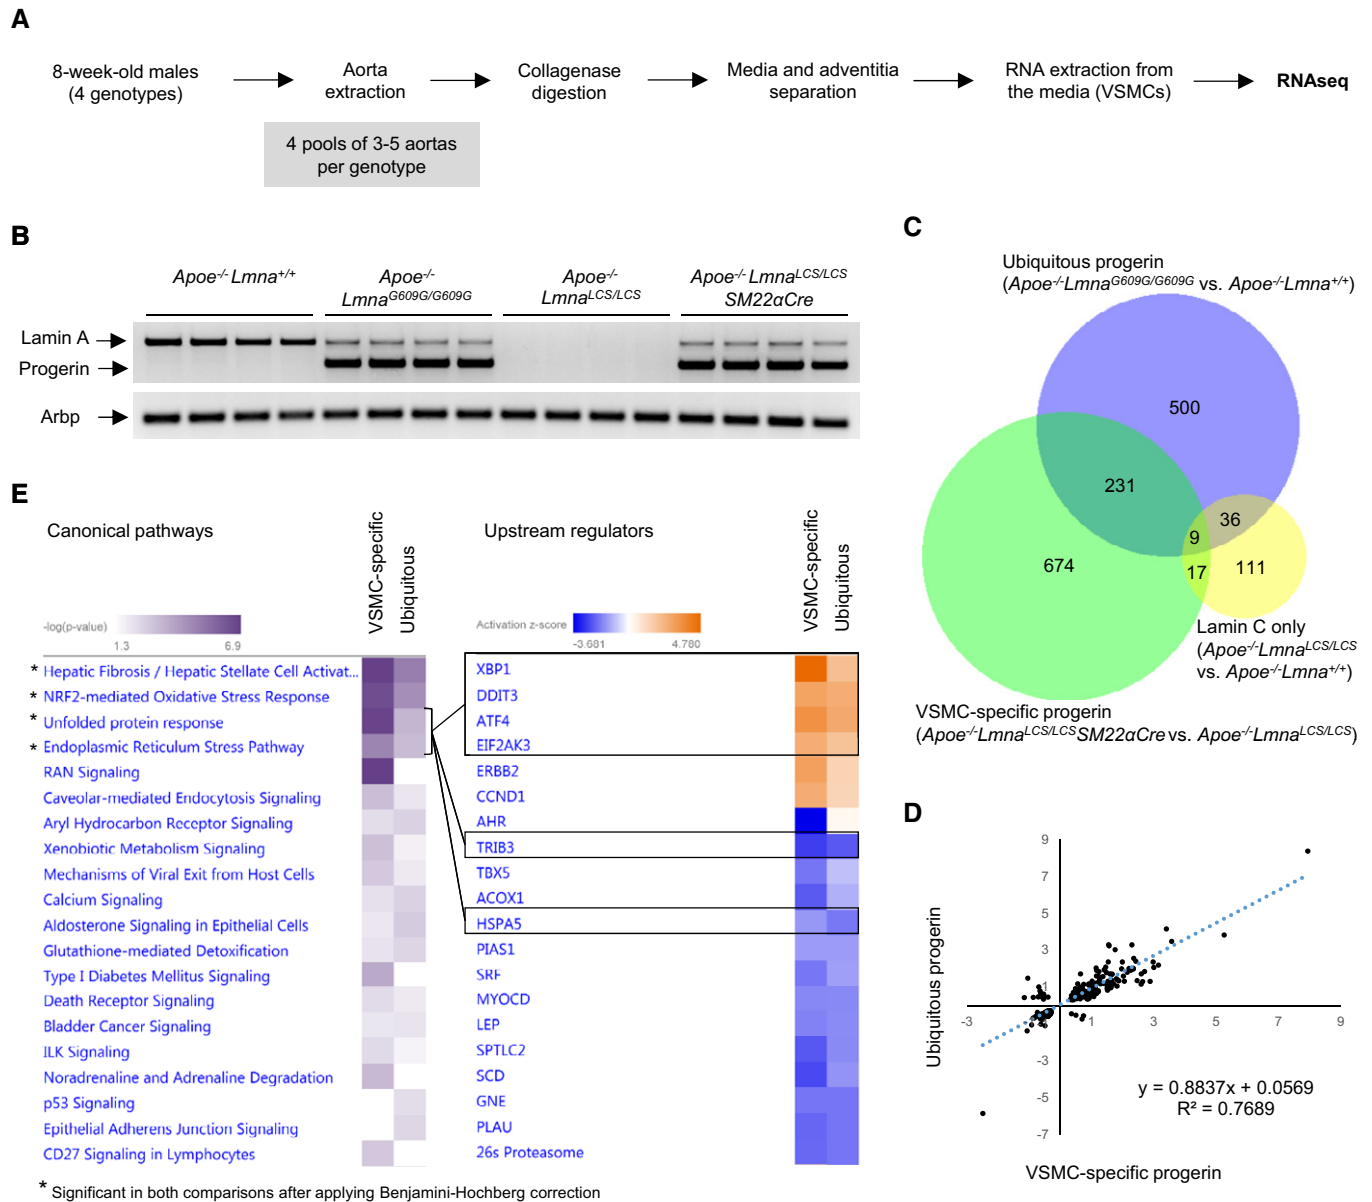 A
8-week-old males
(4 genotypes)
Aorta
extraction
Collagenase
digestion
Media and adventitia
separation
RNA extraction from
the media (VSMCs)
RNAseq
4 pools of 3-5 aortas
per genotype
B
Apoe-/- Lmna+/+
Apoe-/-
LmnaG609G/G609G
Apoe-/-
LmnaLCS/LCS
Apoe-/- LmnaLCS/LCS
SM22αCre
Lamin A
Progerin
Arbp
C
Ubiquitous progerin
(Apoe-/-LmnaG609G/G609G vs. Apoe-/-Lmna+/+)
500
231
36
9
674
17
111
Lamin C only
(Apoe-/-LmnaLCS/LCS
vs. Apoe-/-Lmna+/+)
VSMC-specific progerin
(Apoe-/-LmnaLCS/LCSSM22αCre vs. Apoe-/-LmnaLCS/LCS)
D
Ubiquitous progerin
9
7
5
3
1
-1
-3
-5
-7
-3
1
3
5
7
9
y = 0.8837x + 0.0569
R² = 0.7689
VSMC-specific progerin
E
Canonical pathways
-log(p-value)
1.3
6.9
VSMC-specific
Ubiquitous
* Hepatic Fibrosis / Hepatic Stellate Cell Activat...
* NRF2-mediated Oxidative Stress Response
* Unfolded protein response
* Endoplasmic Reticulum Stress Pathway
RAN Signaling
Caveolar-mediated Endocytosis Signaling
Aryl Hydrocarbon Receptor Signaling
Xenobiotic Metabolism Signaling
Mechanisms of Viral Exit from Host Cells
Calcium Signaling
Aldosterone Signaling in Epithelial Cells
Glutathione-mediated Detoxification
Type I Diabetes Mellitus Signaling
Death Receptor Signaling
Bladder Cancer Signaling
ILK Signaling
Noradrenaline and Adrenaline Degradation
p53 Signaling
Epithelial Adherens Junction Signaling
CD27 Signaling in Lymphocytes
Upstream regulators
Activation z-score
-3.681
4.780
VSMC-specific
Ubiquitous
XBP1
DDIT3
ATF4
EIF2AK3
ERBB2
CCND1
AHR
TRIB3
TBX5
ACOX1
HSPA5
PIAS1
SRF
MYOCD
LEP
SPTLC2
SCD
GNE
PLAU
26s Proteasome
* Significant in both comparisons after applying Benjamini-Hochberg correction